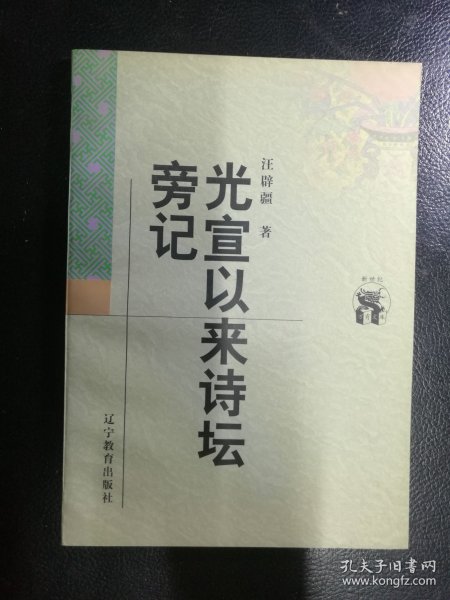 汪辟疆 著
光宣以来诗坛
旁记
新世纪
辽宁教育出版社
孔夫子旧书网
www.kongfz.com